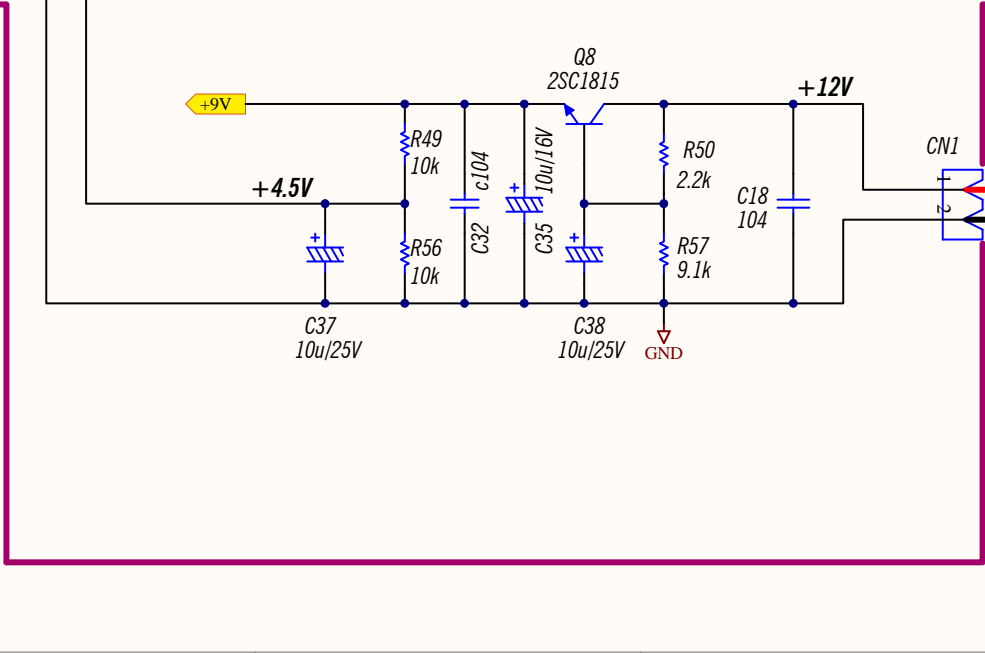 Q8
2SC1815
+12V
+9V
CN1
R49
10k
c104
10u/16V
R50
2.2k
1
+4.5V
C18
104
2
+
+
+
R56
10k
C32
C35
R57
9.1k
C37
10u/25V
C38
10u/25V
GND